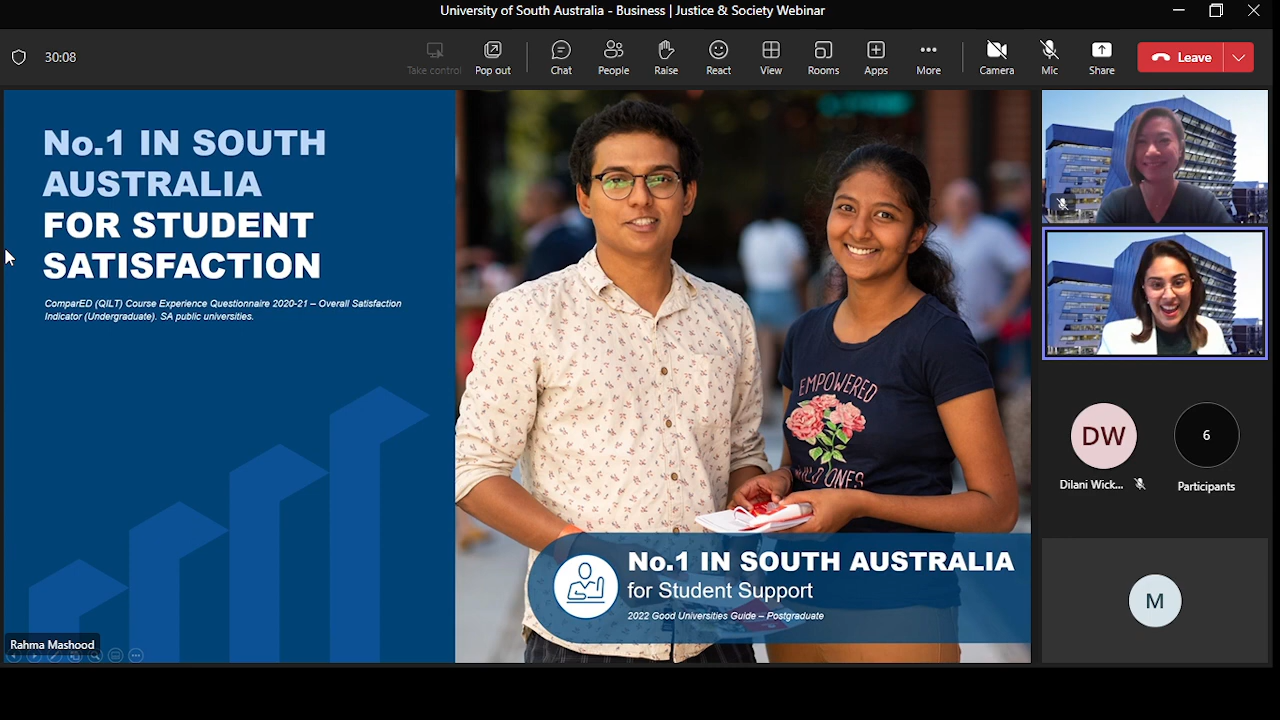 University of South Australia - Business | Justice & Society Webinar
30:08
Take control
Pop out
Chat
People
Raise
React
View
Rooms
Apps
More
Camera
Mic
Share
Leave
No.1 IN SOUTH
AUSTRALIA
FOR STUDENT
SATISFACTION
ComparED (QILT) Course Experience Questionnaire 2020-21 – Overall Satisfaction
Indicator (Undergraduate). SA public universities.
EMPOWERED
WILD ONES
No.1 IN SOUTH AUSTRALIA
for Student Support
2022 Good Universities Guide – Postgraduate
Rahma Mashood
DW
Dilani Wick...
6
Participants
M